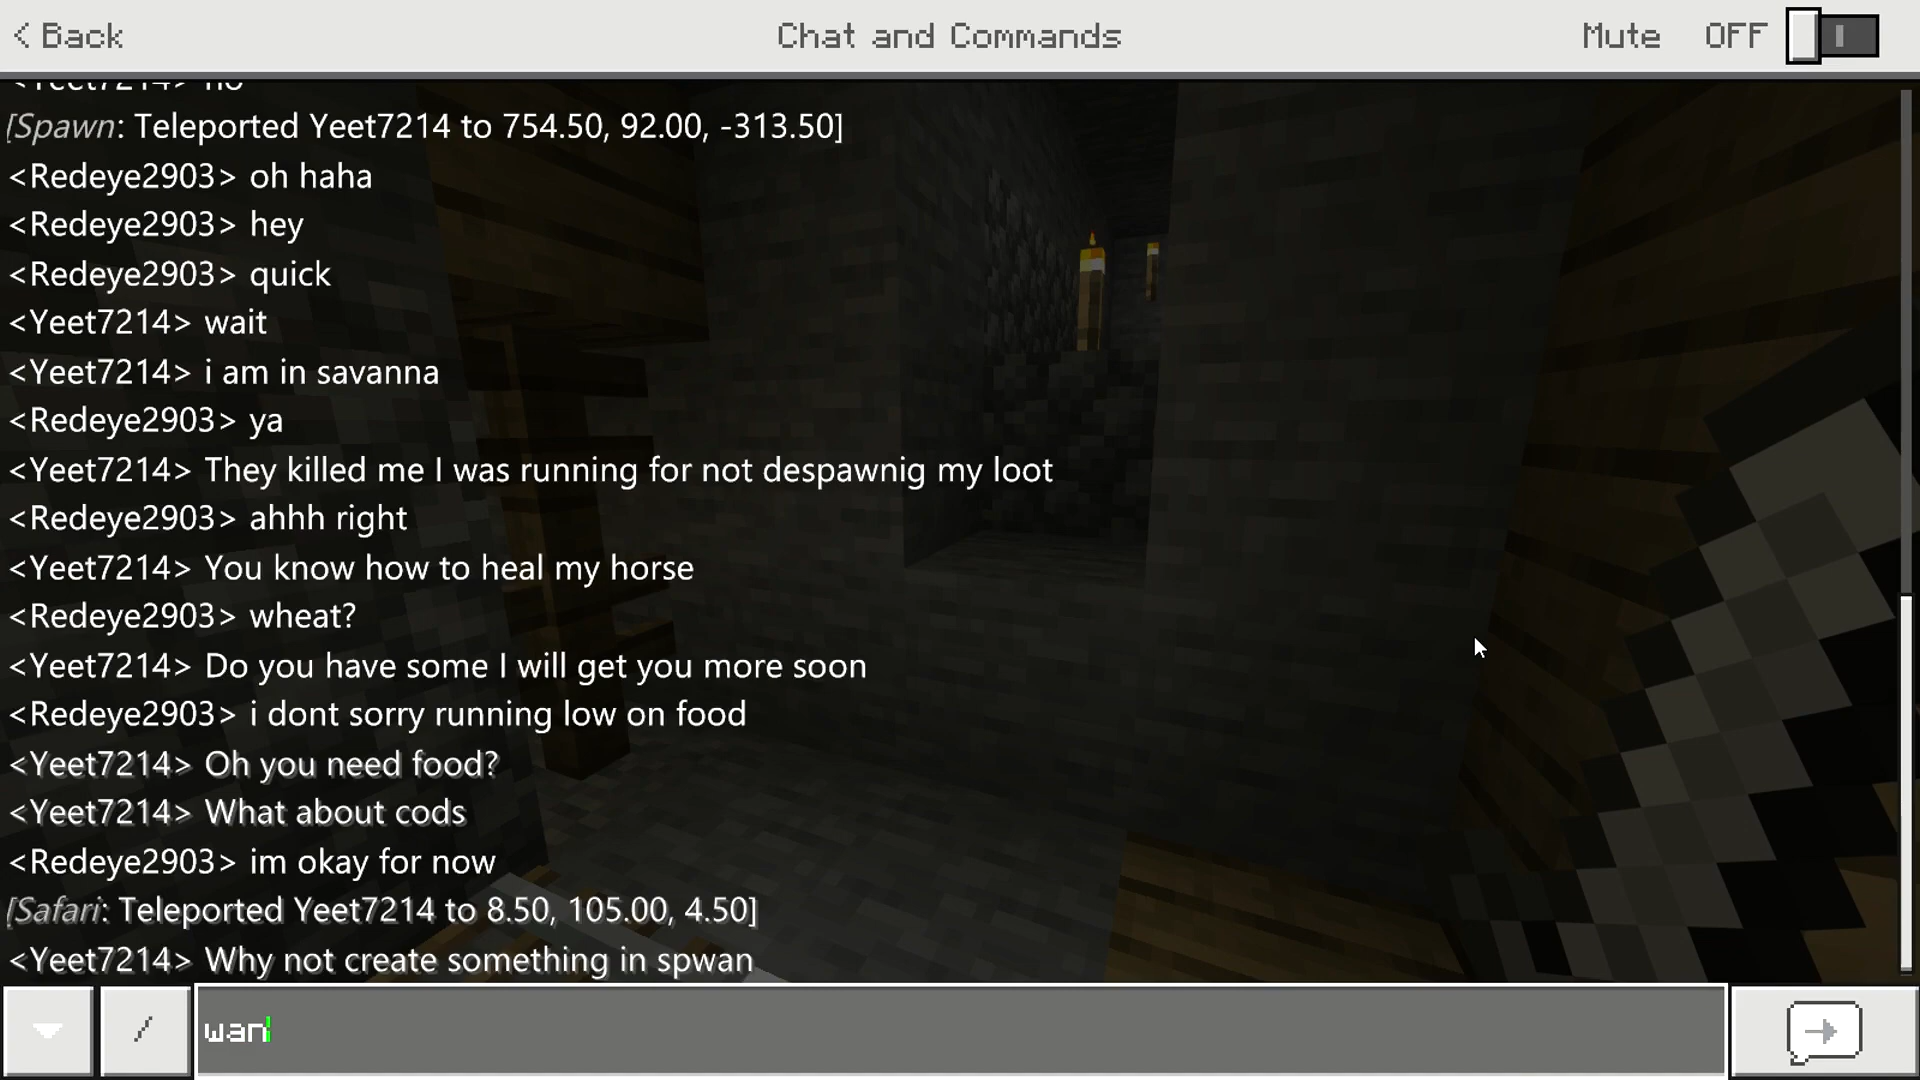 < Back
Chat and Commands
Mute OFF
<Yeet7214> no
[Spawn: Teleported Yeet7214 to 754.50, 92.00, -313.50]
<Redeye2903> oh haha
<Redeye2903> hey
<Redeye2903> quick
<Yeet7214> wait
<Yeet7214> i am in savanna
<Redeye2903> ya
<Yeet7214> They killed me I was running for not despawnig my loot
<Redeye2903> ahhh right
<Yeet7214> You know how to heal my horse
<Redeye2903> wheat?
<Yeet7214> Do you have some I will get you more soon
<Redeye2903> i dont sorry running low on food
<Yeet7214> Oh you need food?
<Yeet7214> What about cods
<Redeye2903> im okay for now
[Safari: Teleported Yeet7214 to 8.50, 105.00, 4.50]
<Yeet7214> Why not create something in spwan
/
wan